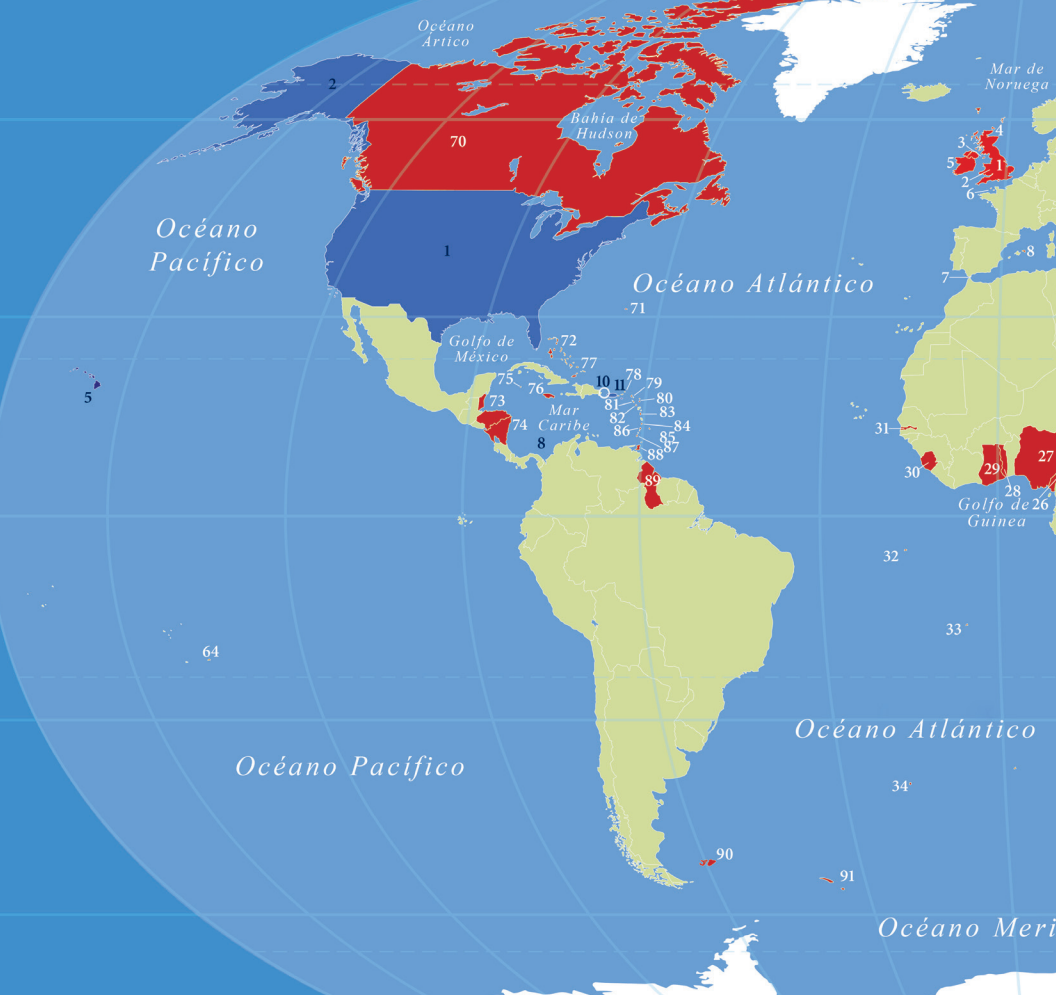 Océano
Ártico
2
Mar de
Noruega
Bahía de
Hudson
70
4
3
1
5
2
6
Océano
Pacífico
1
8
7
Océano Atlántico
71
Golfo de
México
72
77
75
76
10
11
78
79
5
73
81
80
Mar
Caribe
82
83
74
86
84
85
8
87
88
31
27
30
29
89
28
26
Golfo de
Guinea
32
33
64
Océano Atlántico
Océano Pacífico
34
90
91
Océano Meri